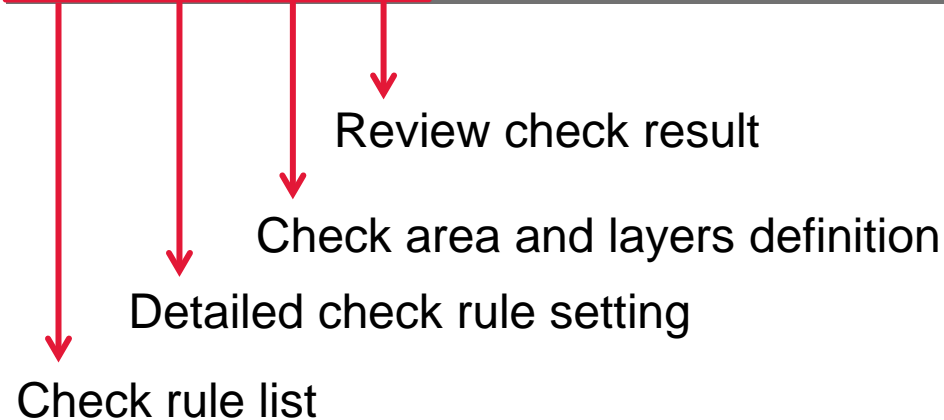 Review check result
Check area and layers definition
Detailed check rule setting
Check rule list